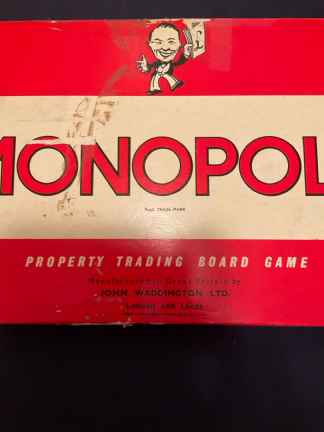 MONOPOL
REGD. TRADE MARK
PROPERTY TRADING BOARD GAME
Manufactured in Great Britain by
JOHN WADDINGTON LTD.
LONDON AND LEEDS